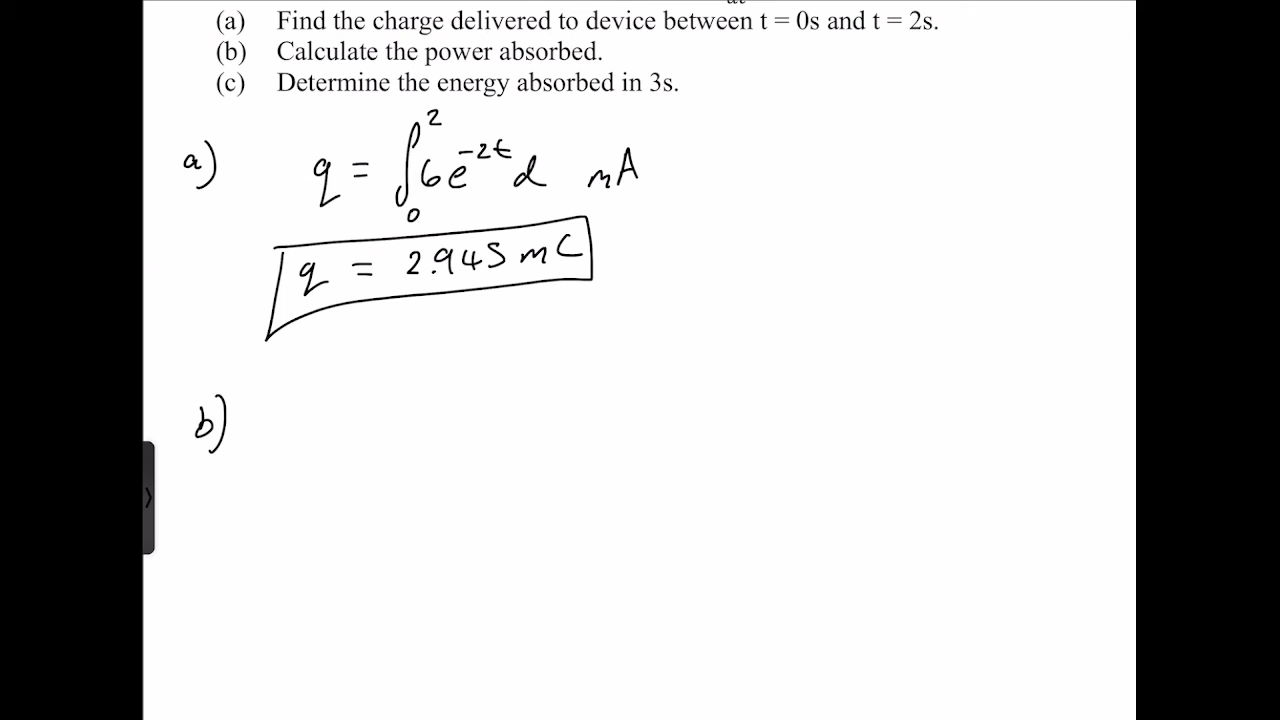 (a) Find the charge delivered to device between t = 0s and t = 2s.
(b) Calculate the power absorbed.
(c) Determine the energy absorbed in 3s.
a) q = ∫₀² 6e^{-2t} d mA
q = 2.945 mC
b)